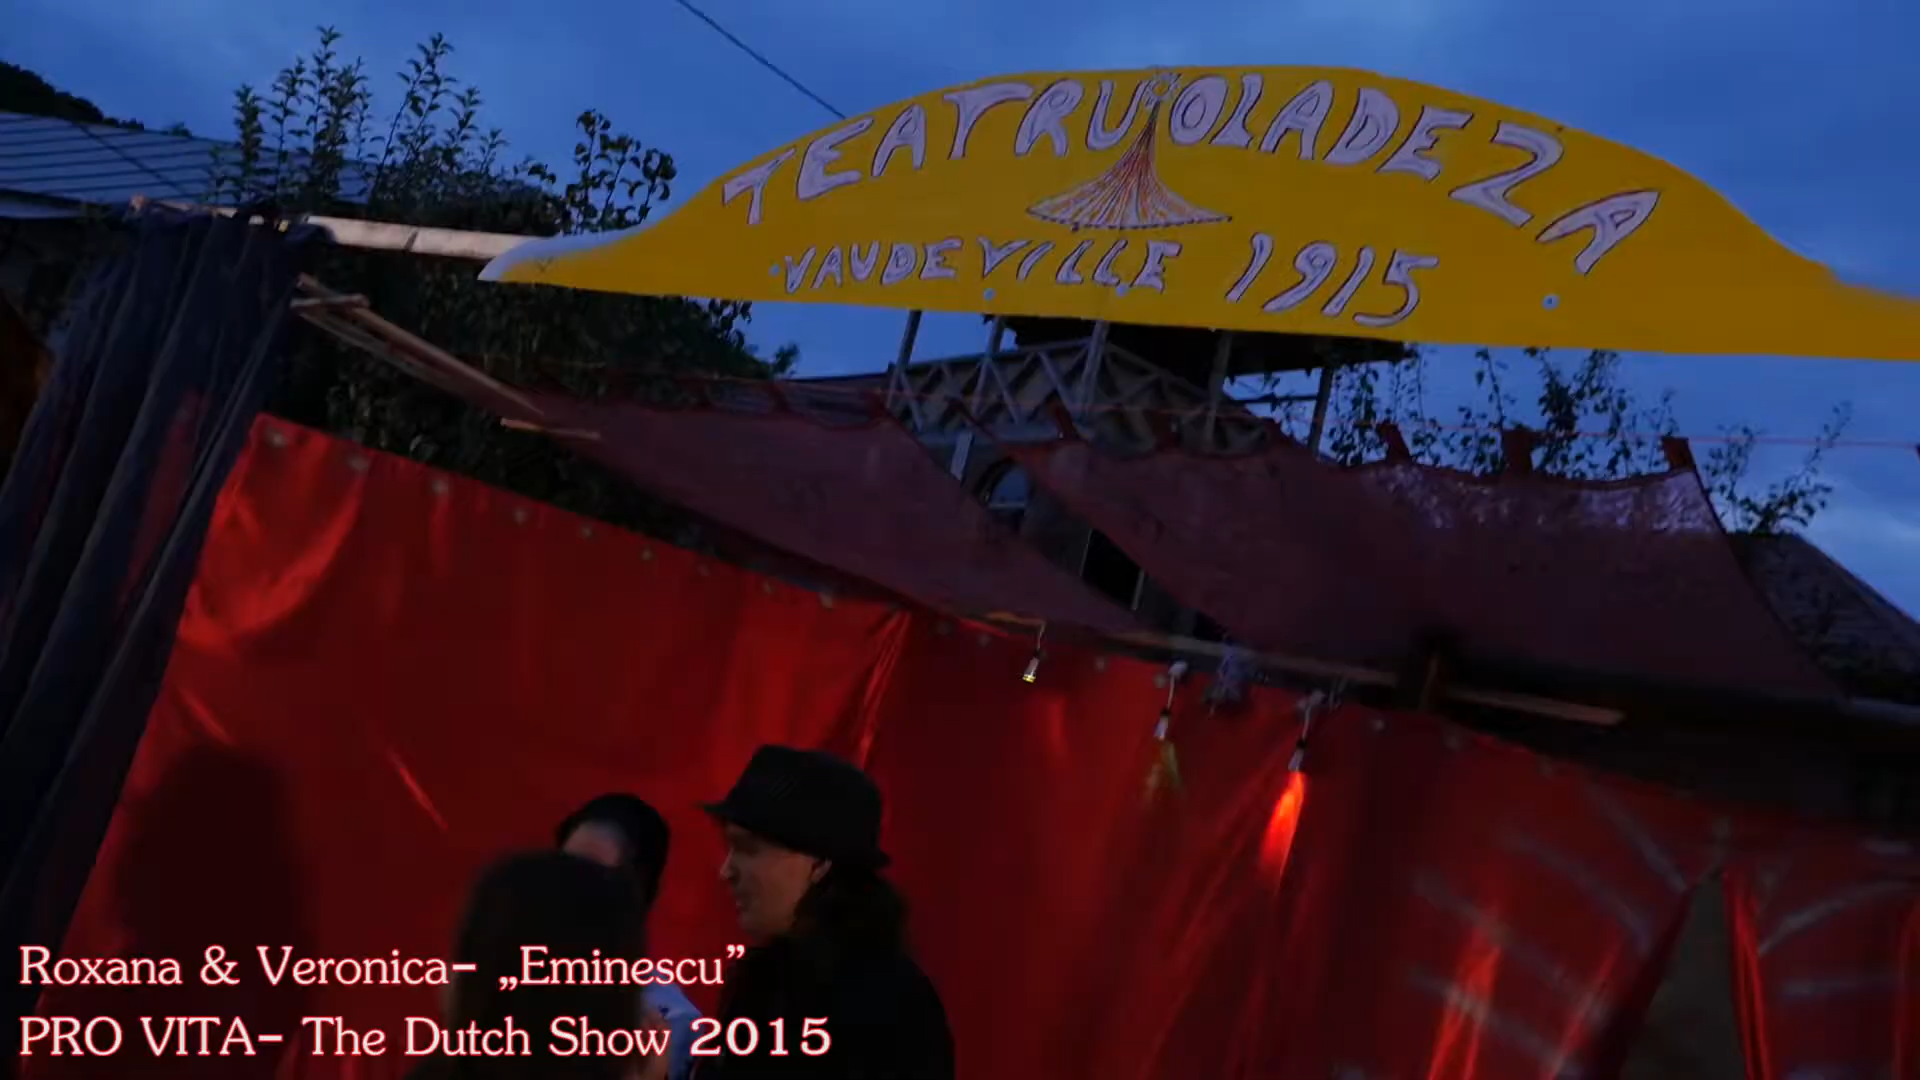 TEATRU OLADEZA
VAUDEVILLE 1915
Roxana & Veronica- „Eminescu”
PRO VITA- The Dutch Show 2015